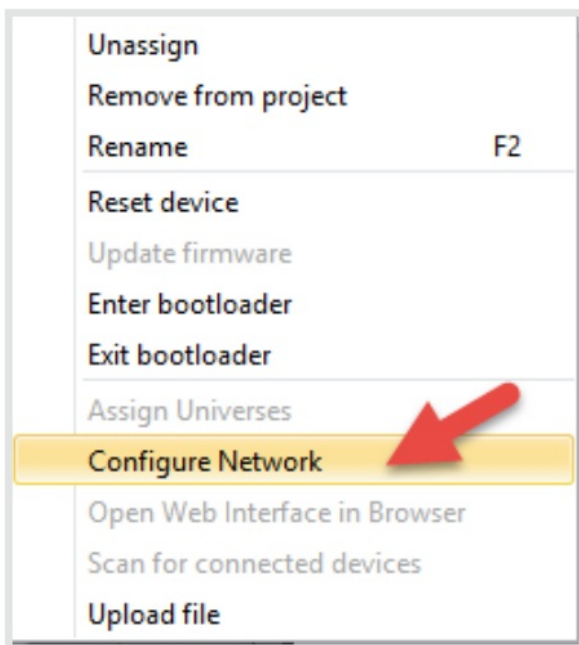 Unassign
Remove from project
Rename F2
Reset device
Update firmware
Enter bootloader
Exit bootloader
Assign Universes
Configure Network
Open Web Interface in Browser
Scan for connected devices
Upload file